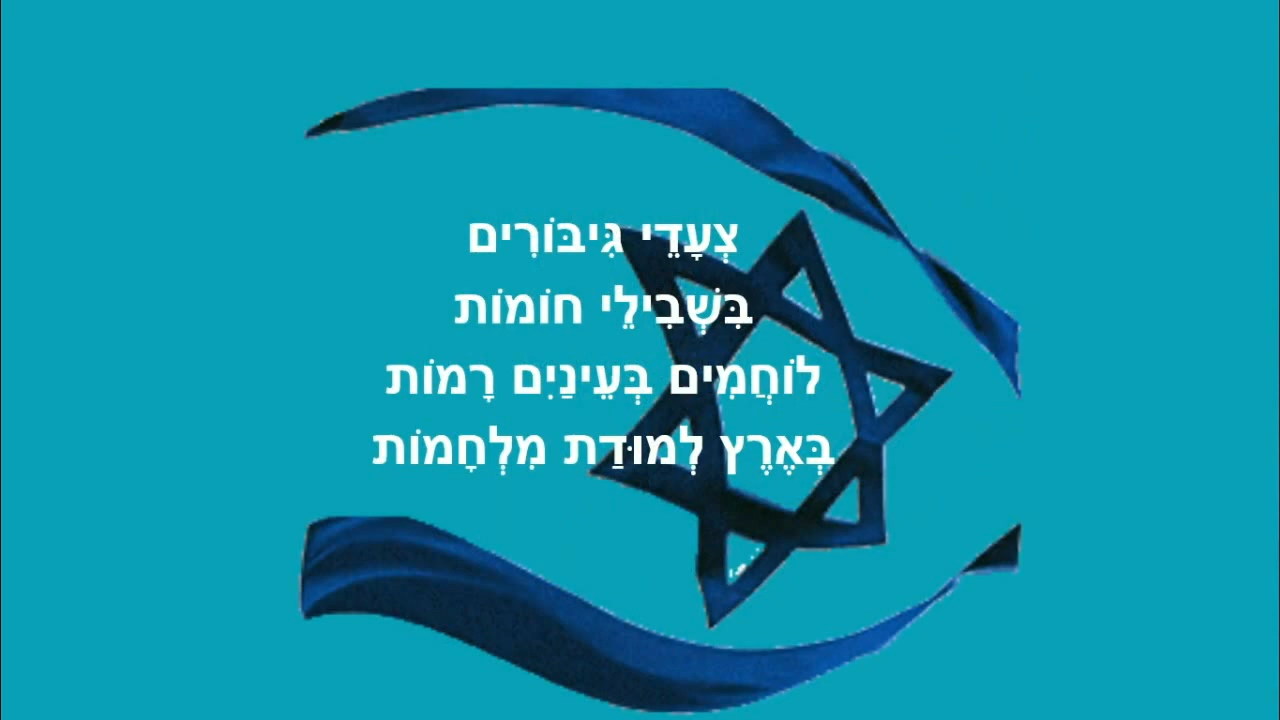 צְעָדֵי גִּיבּוֹרִים
בִּשְׁבִילֵי חוֹמוֹת
לוֹחֲמִים בְּעֵינַיִם רָמוֹת
בְּאֶרֶץ לְמוּדַת מִלְחָמוֹת